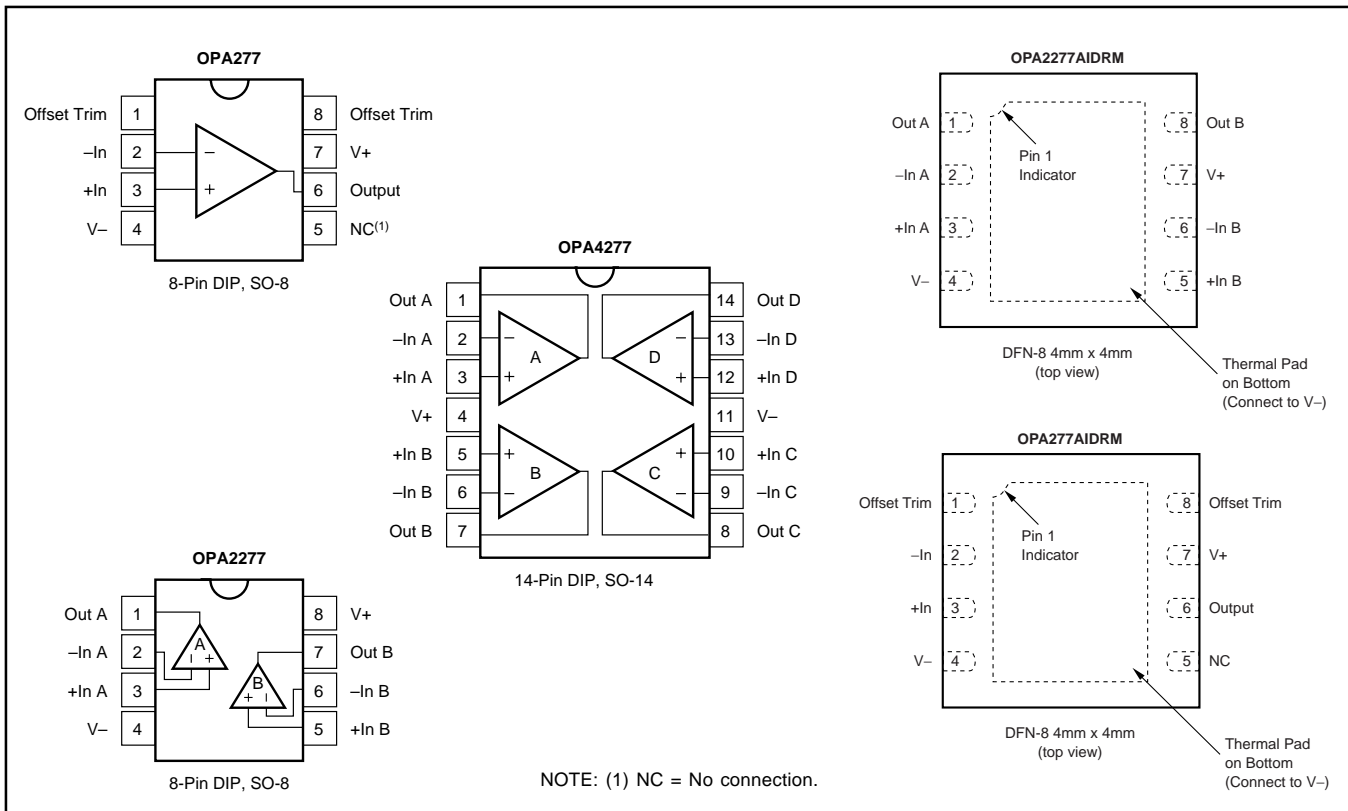 OPA277
Offset Trim 1 8 Offset Trim
–In 2 – 7 V+
+In 3 + 6 Output
V– 4 5 NC(1)
8-Pin DIP, SO-8
OPA4277
Out A 1 14 Out D
–In A 2 – A D – 13 –In D
+In A 3 + + 12 +In D
V+ 4 11 V–
+In B 5 + B C + 10 +In C
–In B 6 – – 9 –In C
Out B 7 8 Out C
14-Pin DIP, SO-14
OPA2277
Out A 1 8 V+
–In A 2 A – + 7 Out B
+In A 3 B + – 6 –In B
V– 4 5 +In B
8-Pin DIP, SO-8
OPA2277AIDRM
Out A 1 8 Out B
Pin 1
Indicator
–In A 2 7 V+
+In A 3 6 –In B
V– 4 5 +In B
DFN-8 4mm x 4mm
(top view)
Thermal Pad
on Bottom
(Connect to V–)
OPA277AIDRM
Offset Trim 1 8 Offset Trim
Pin 1
Indicator
–In 2 7 V+
+In 3 6 Output
V– 4 5 NC
DFN-8 4mm x 4mm
(top view)
Thermal Pad
on Bottom
(Connect to V–)
NOTE: (1) NC = No connection.